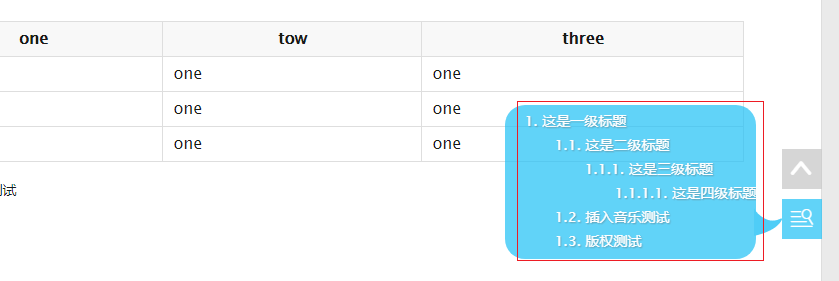 one tow three
one one
one one
one one
1. 这是一级标题
1.1. 这是二级标题
1.1.1. 这是三级标题
1.1.1.1. 这是四级标题
1.2. 插入音乐测试
1.3. 版权测试
试